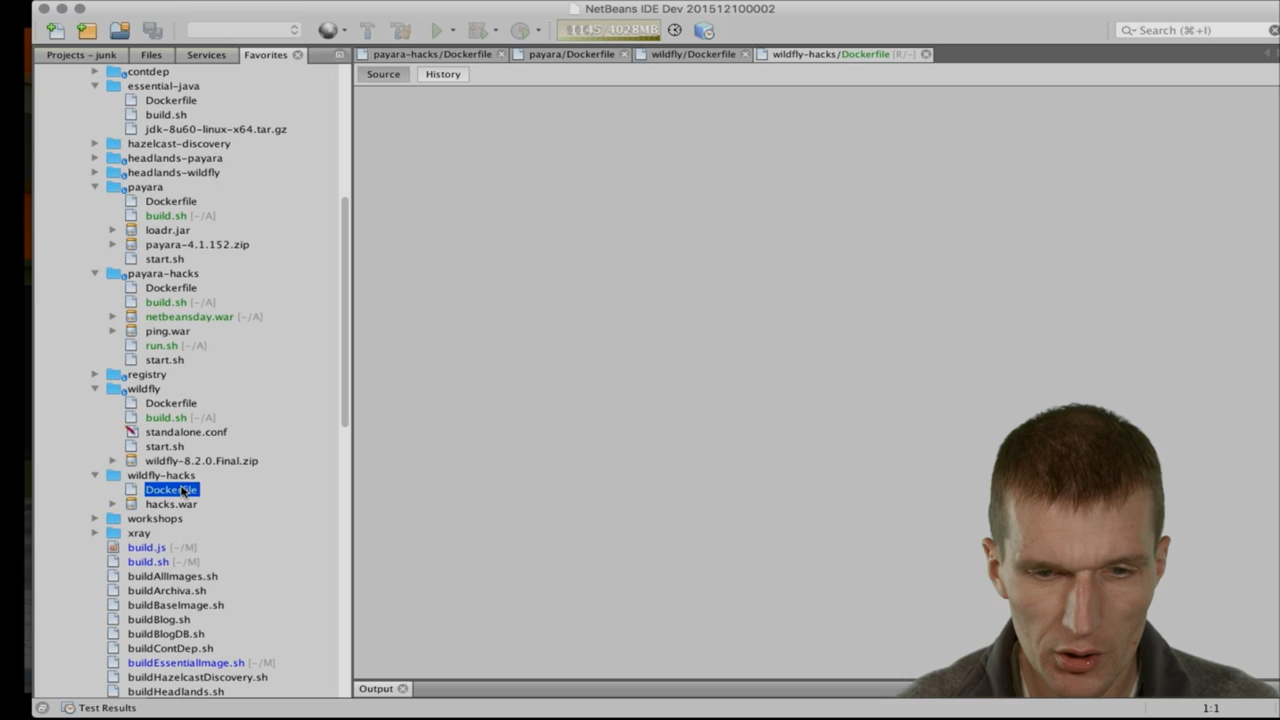 NetBeans IDE Dev 201512100002
1145/4028MB
Search (⌘+I)
Projects - junk Files Services Favorites
payara-hacks/Dockerfile payara/Dockerfile wildfly/Dockerfile wildfly-hacks/Dockerfile [R/-]
Source History
contdep
essential-java
Dockerfile
build.sh
jdk-8u60-linux-x64.tar.gz
hazelcast-discovery
headlands-payara
headlands-wildfly
payara
Dockerfile
build.sh [-/A]
loadr.jar
payara-4.1.152.zip
start.sh
payara-hacks
Dockerfile
build.sh [-/A]
netbeansday.war [-/A]
ping.war
run.sh [-/A]
start.sh
registry
wildfly
Dockerfile
build.sh [-/A]
standalone.conf
start.sh
wildfly-8.2.0.Final.zip
wildfly-hacks
Dockerfile
hacks.war
workshops
xray
build.js [-/M]
build.sh [-/M]
buildAllImages.sh
buildArchiva.sh
buildBaseImage.sh
buildBlog.sh
buildBlogDB.sh
buildContDep.sh
buildEssentialImage.sh [-/M]
buildHazelcastDiscovery.sh
buildHeadlands.sh
Output
Test Results
1:1